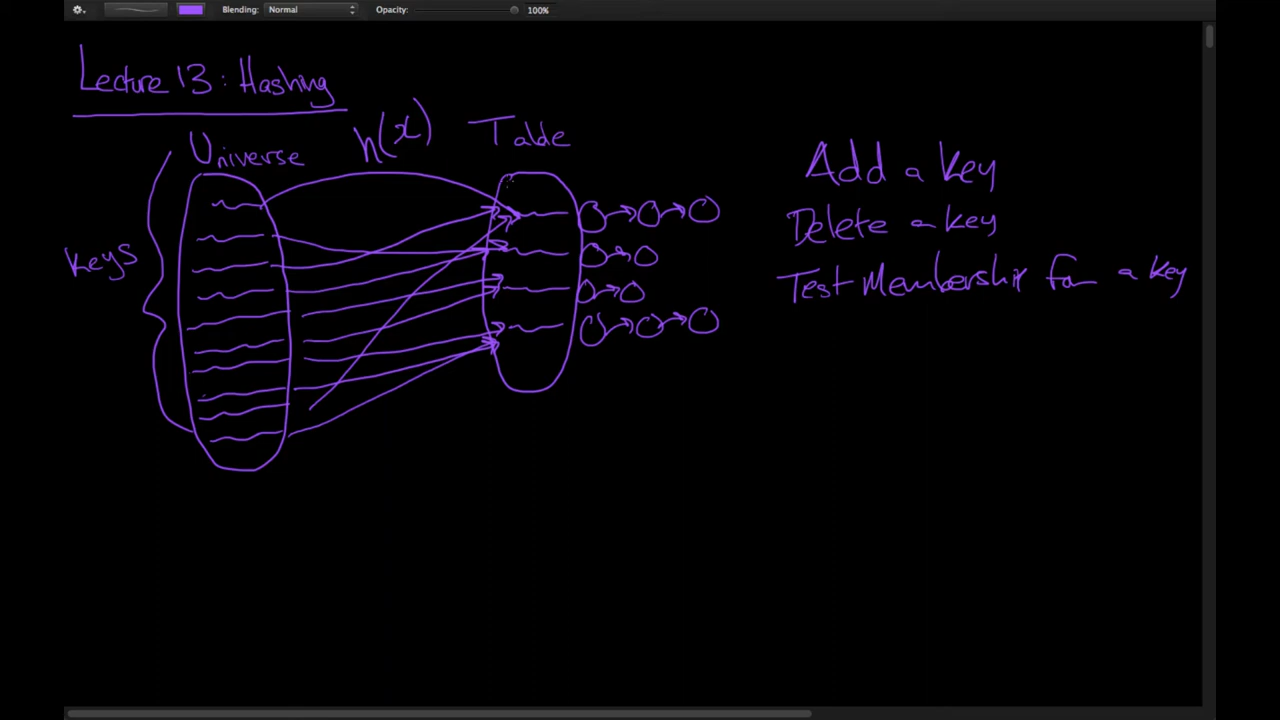 Blending: Normal Opacity: 100%
Lecture 13: Hashing
Universe h(x) Table
keys
Add a key
Delete a key
Test Membership for a key